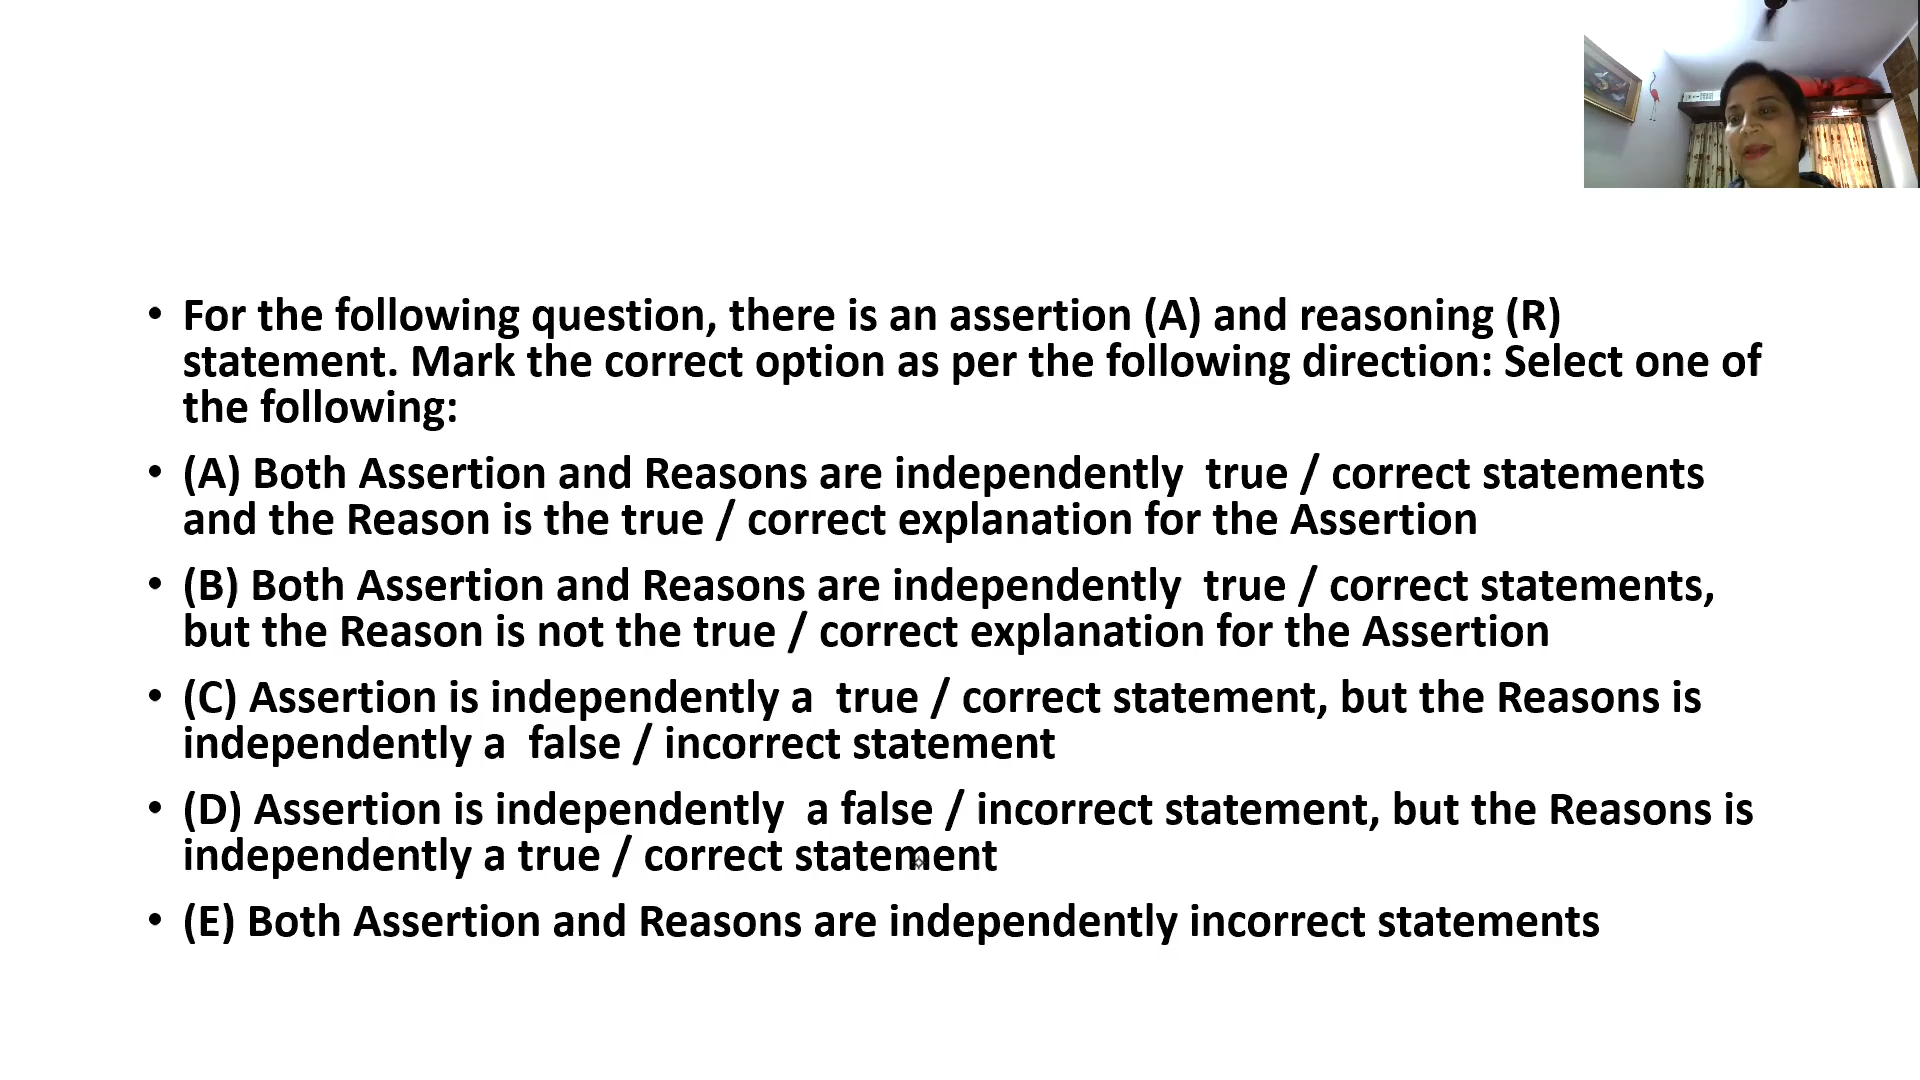 • For the following question, there is an assertion (A) and reasoning (R)
statement. Mark the correct option as per the following direction: Select one of
the following:
• (A) Both Assertion and Reasons are independently  true / correct statements
and the Reason is the true / correct explanation for the Assertion
• (B) Both Assertion and Reasons are independently  true / correct statements,
but the Reason is not the true / correct explanation for the Assertion
• (C) Assertion is independently a  true / correct statement, but the Reasons is
independently a  false / incorrect statement
• (D) Assertion is independently  a false / incorrect statement, but the Reasons is
independently a true / correct statement
• (E) Both Assertion and Reasons are independently incorrect statements